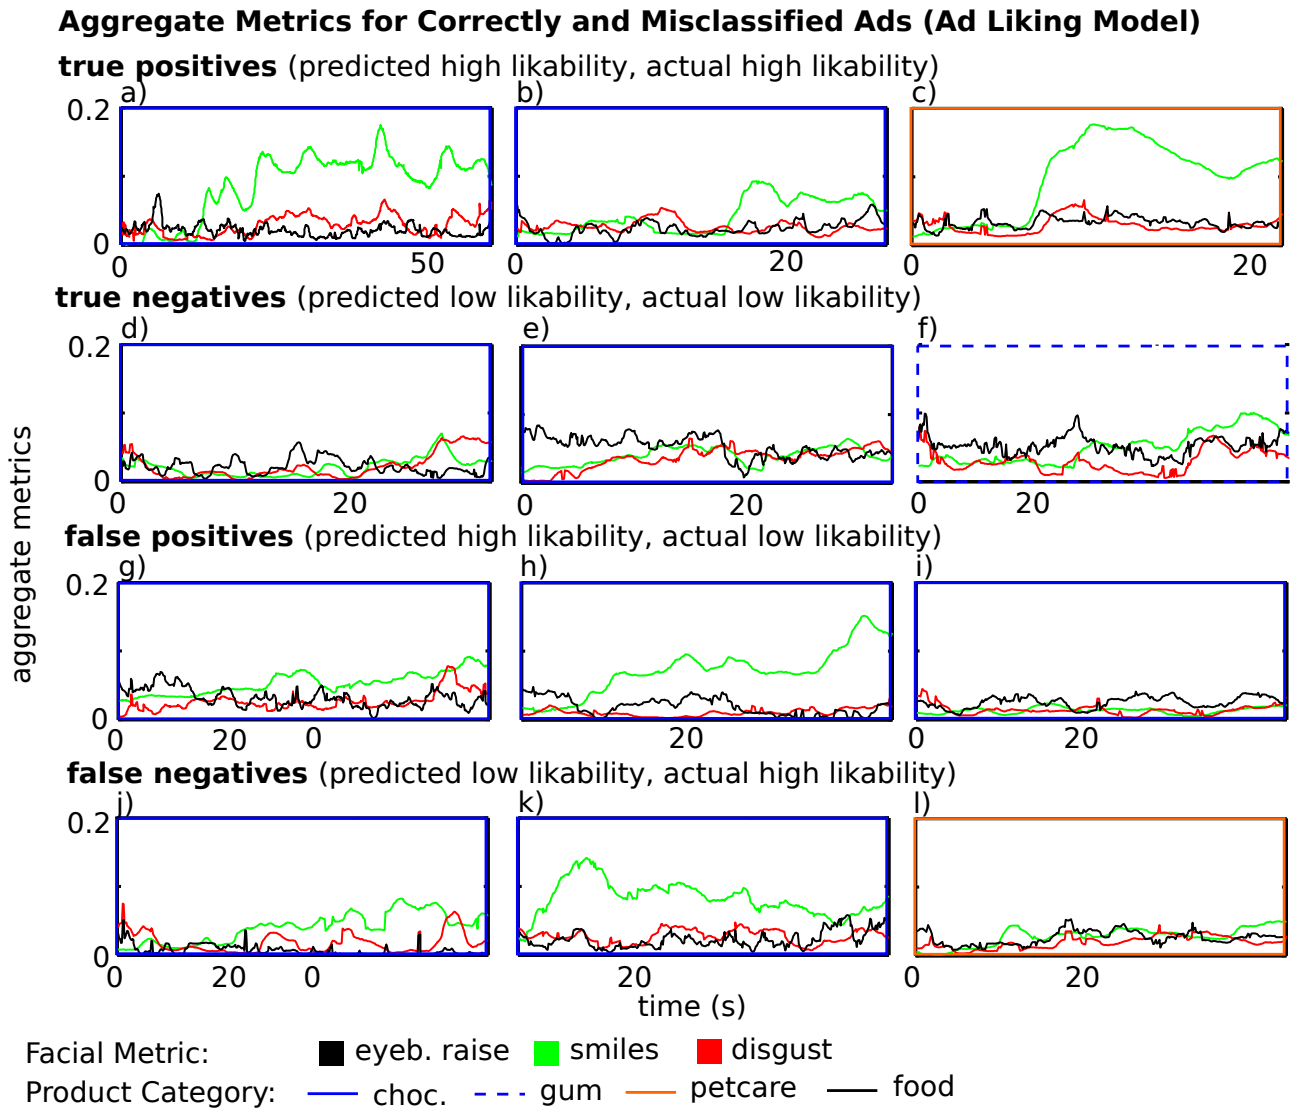 Aggregate Metrics for Correctly and Misclassified Ads (Ad Liking Model)
true positives (predicted high likability, actual high likability)
a) b) c)
0.2
0
0 50 0 20 0 20
true negatives (predicted low likability, actual low likability)
d) e) f)
0.2
0
0 20 0 20 0 20
aggregate metrics
false positives (predicted high likability, actual low likability)
g) h) i)
0.2
0
0 20 0 20 0 20
false negatives (predicted low likability, actual high likability)
j) k) l)
0.2
0
0 20 0 20 0 20
time (s)
Facial Metric: eyeb. raise smiles disgust
Product Category: choc. gum petcare food